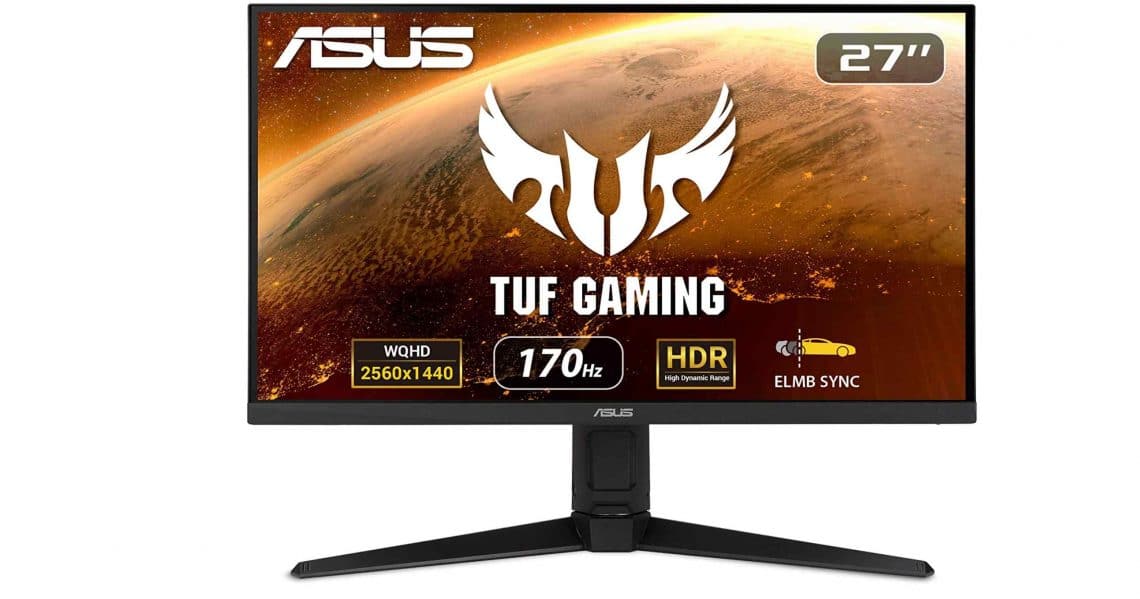 ASUS
27"
TUF GAMING
WQHD
2560x1440
170Hz
HDR
High Dynamic Range
ELMB SYNC
ASUS